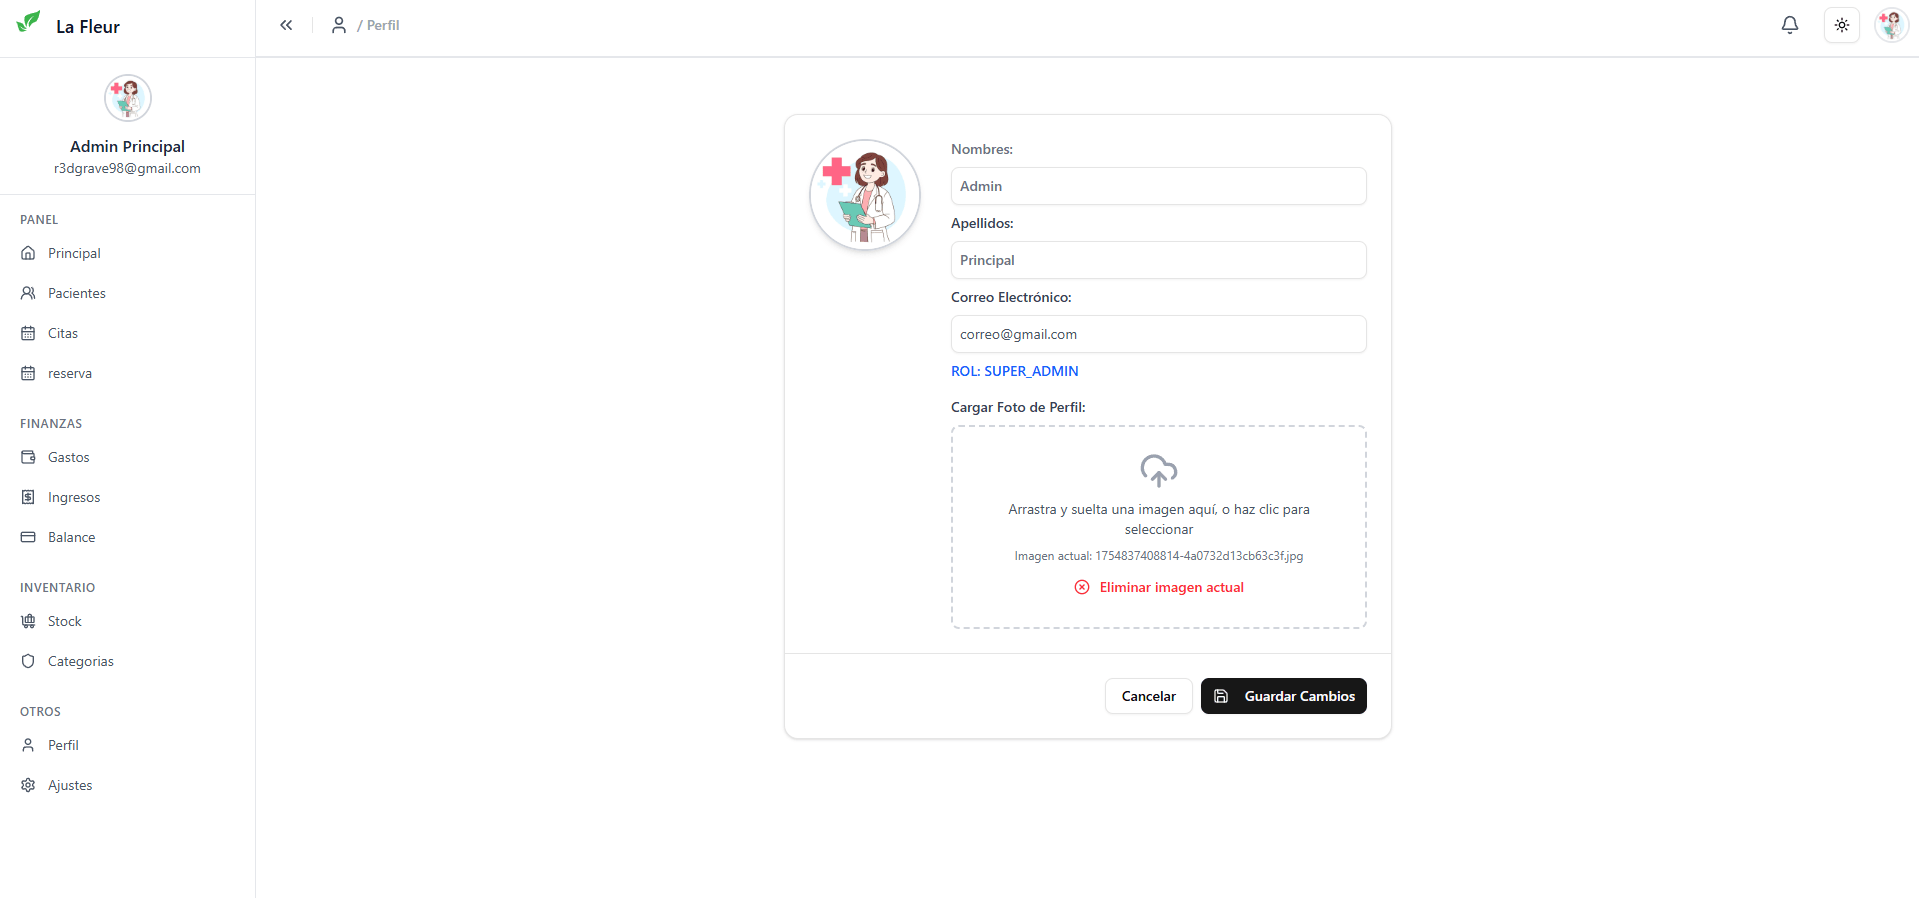 La Fleur
/ Perfil
Admin Principal
r3dgrave98@gmail.com
PANEL
Principal
Pacientes
Citas
reserva
FINANZAS
Gastos
Ingresos
Balance
INVENTARIO
Stock
Categorias
OTROS
Perfil
Ajustes
Nombres:
Admin
Apellidos:
Principal
Correo Electrónico:
correo@gmail.com
ROL: SUPER_ADMIN
Cargar Foto de Perfil:
Arrastra y suelta una imagen aquí, o haz clic para
seleccionar
Imagen actual: 1754837408814-4a0732d13cb63c3f.jpg
Eliminar imagen actual
Cancelar
Guardar Cambios